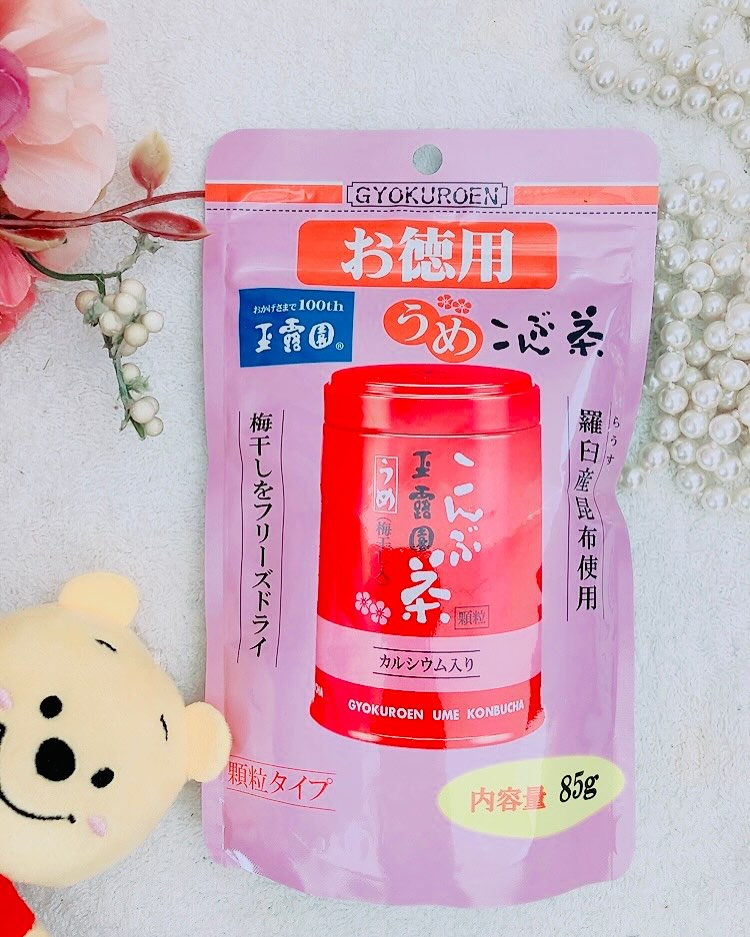 GYOKUROEN
お徳用
おかげさまで100th
玉露園®
うめこんぶ茶
らうす
羅臼産昆布使用
梅干しをフリーズドライ
こんぶ茶
玉露園
うめ
顆粒
カルシウム入り
GYOKUROEN UME KONBUCHA
顆粒タイプ
内容量 85g